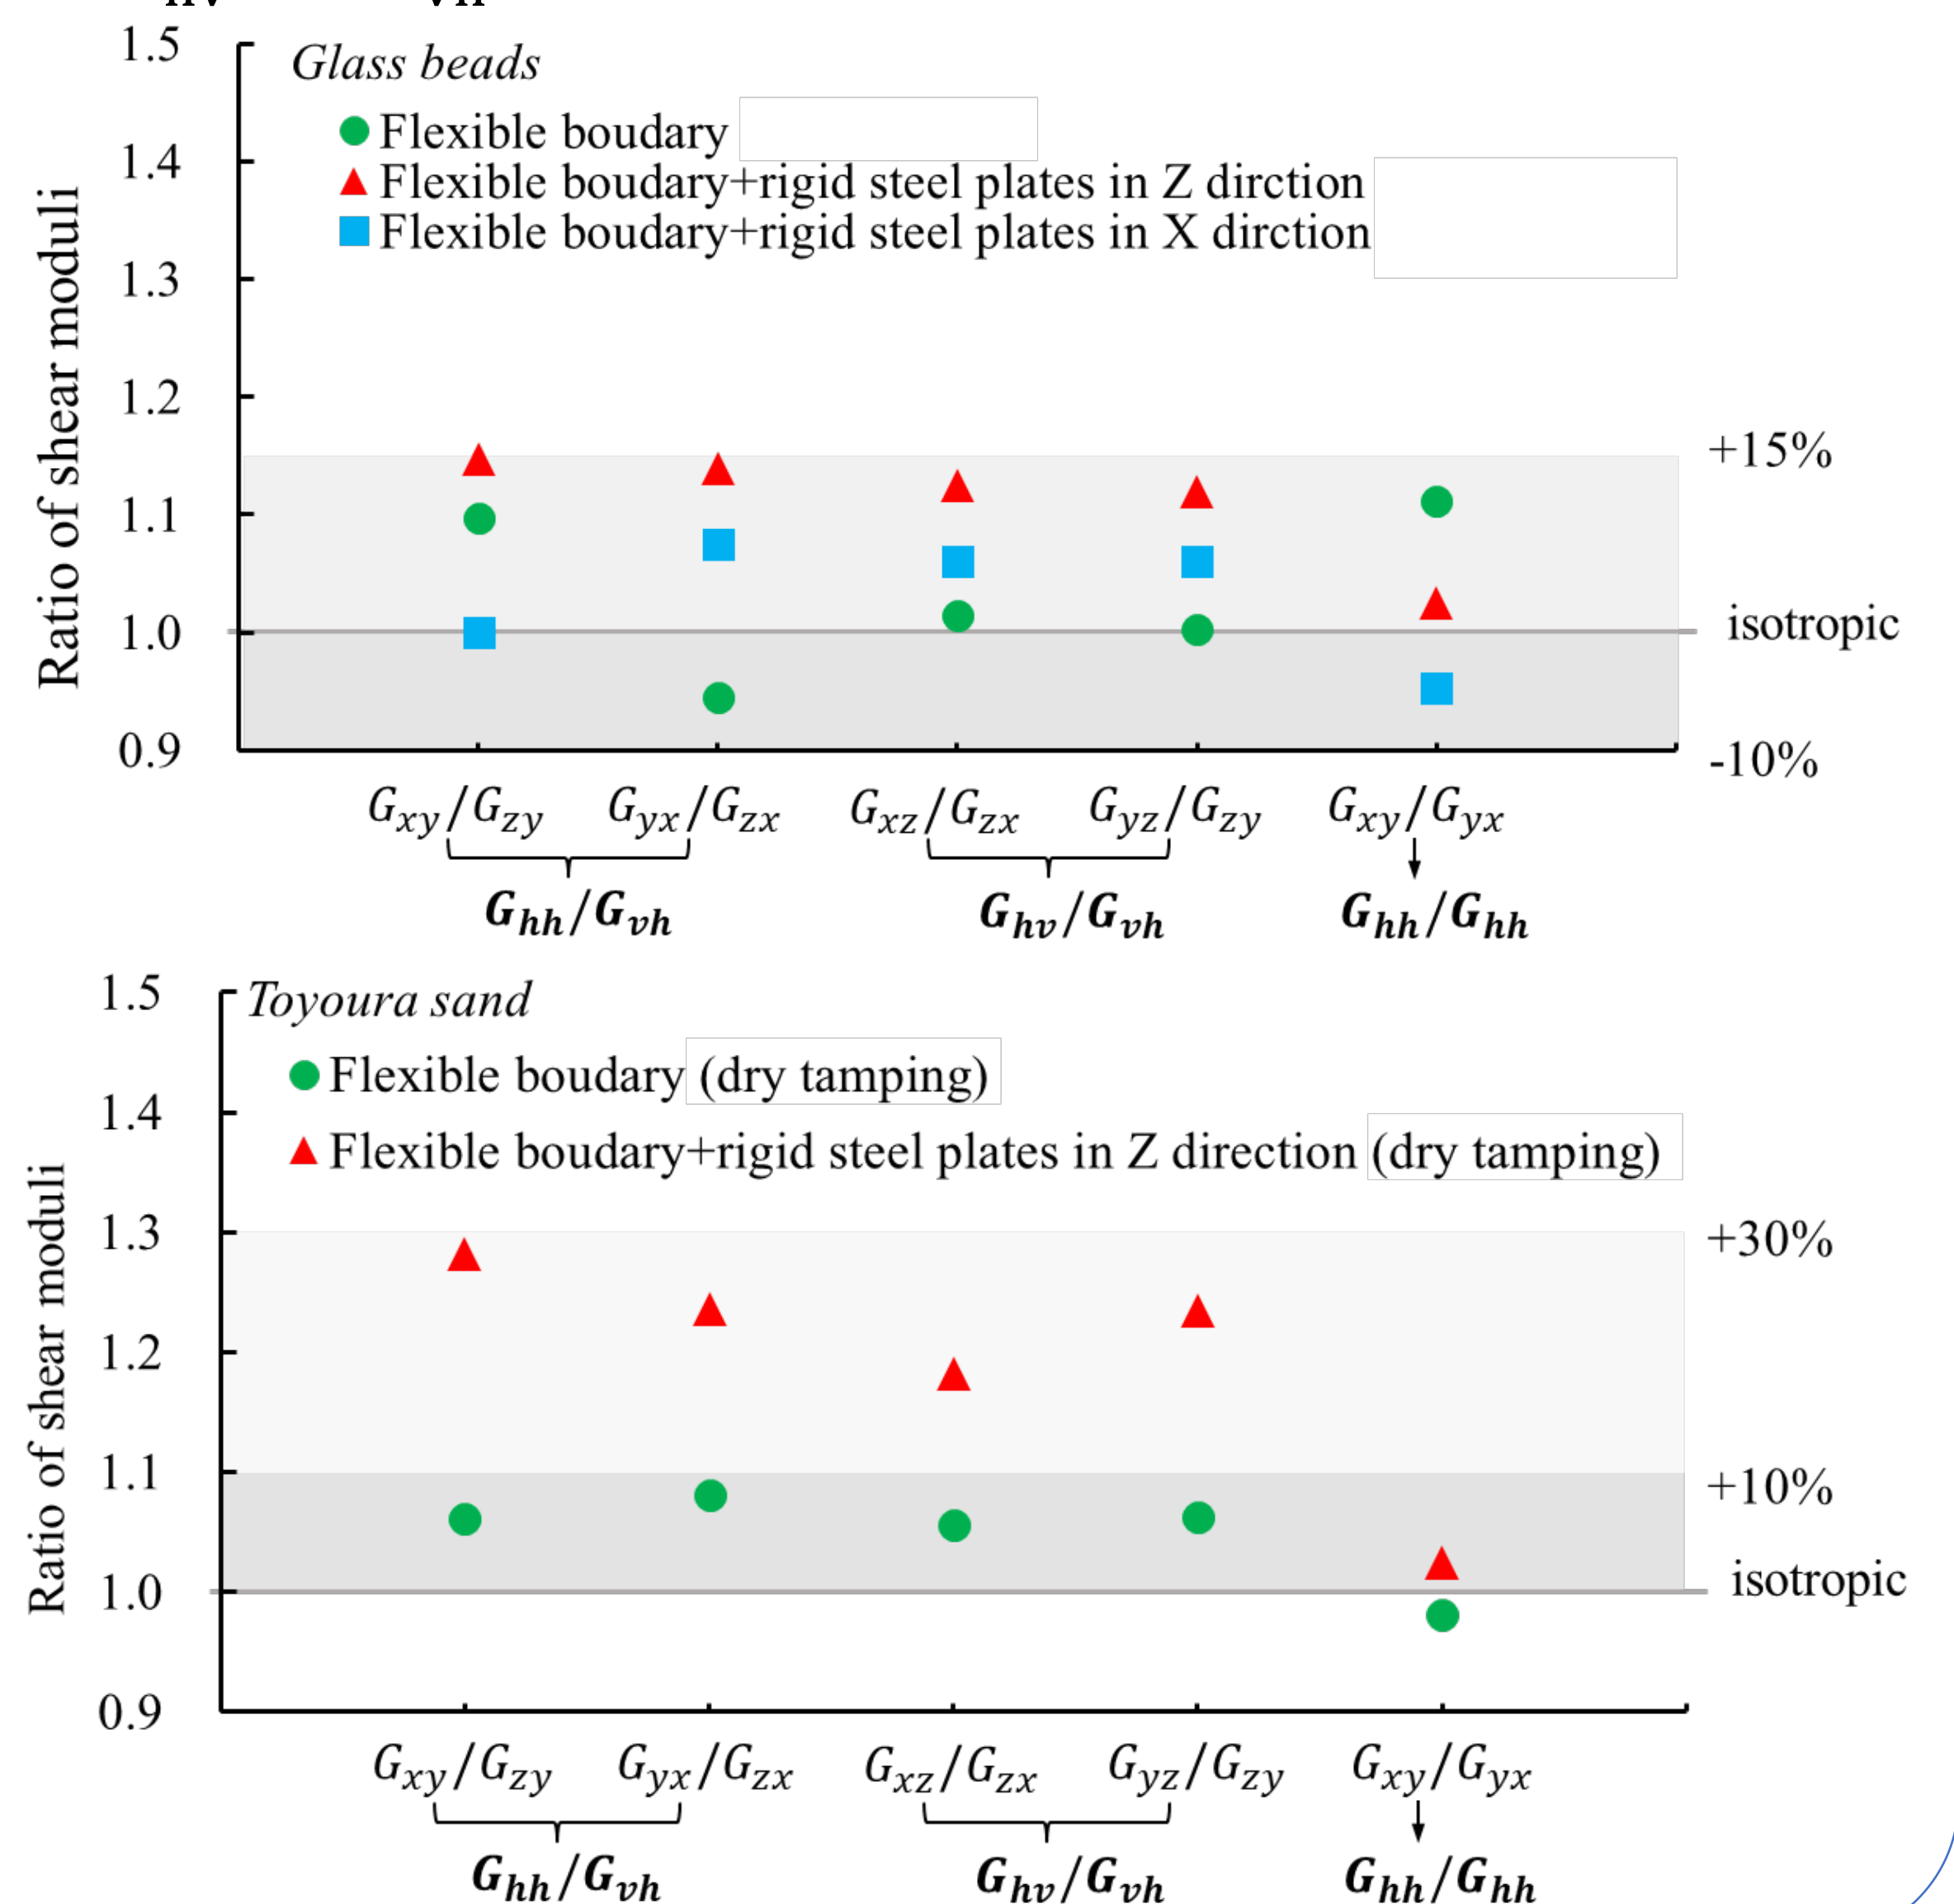 1.5
Glass beads
Flexible boudary
1.4
Flexible boudary+rigid steel plates in Z dirction
Flexible boudary+rigid steel plates in X dirction
1.3
1.2
1.1
1.0
0.9
Ratio of shear moduli
+15%
isotropic
-10%
Gxy/Gzy Gyx/Gzx Gxz/Gzx Gyz/Gzy Gxy/Gyx
Ghh/Gvh Ghv/Gvh Ghh/Ghh
1.5
Toyoura sand
Flexible boudary (dry tamping)
1.4
Flexible boudary+rigid steel plates in Z direction (dry tamping)
1.3
1.2
1.1
1.0
0.9
Ratio of shear moduli
+30%
+10%
isotropic
Gxy/Gzy Gyx/Gzx Gxz/Gzx Gyz/Gzy Gxy/Gyx
Ghh/Gvh Ghv/Gvh Ghh/Ghh